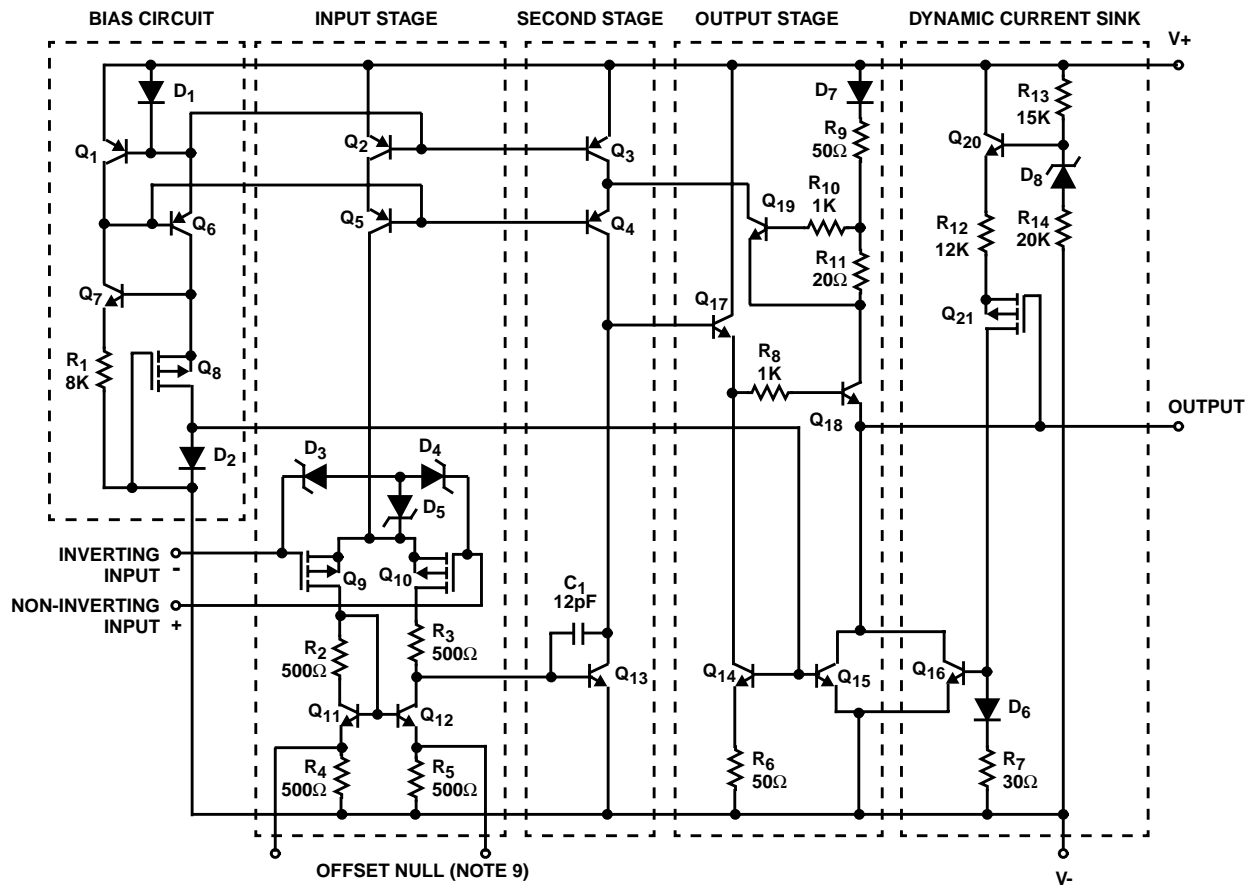 BIAS CIRCUIT
INPUT STAGE
SECOND STAGE
OUTPUT STAGE
DYNAMIC CURRENT SINK
V+
D1
D7
R13
15K
Q1
Q2
Q3
R9
50Ω
Q20
D8
Q6
Q5
Q4
Q19
R10
1K
R12
12K
R14
20K
R11
20Ω
Q7
Q17
Q21
R1
8K
Q8
R8
1K
Q18
OUTPUT
D2
D3
D4
D5
INVERTING
INPUT
-
Q9
Q10
NON-INVERTING
INPUT
+
C1
12pF
R2
500Ω
R3
500Ω
Q13
Q14
Q15
Q16
Q11
Q12
D6
R4
500Ω
R5
500Ω
R6
50Ω
R7
30Ω
OFFSET NULL (NOTE 9)
V-